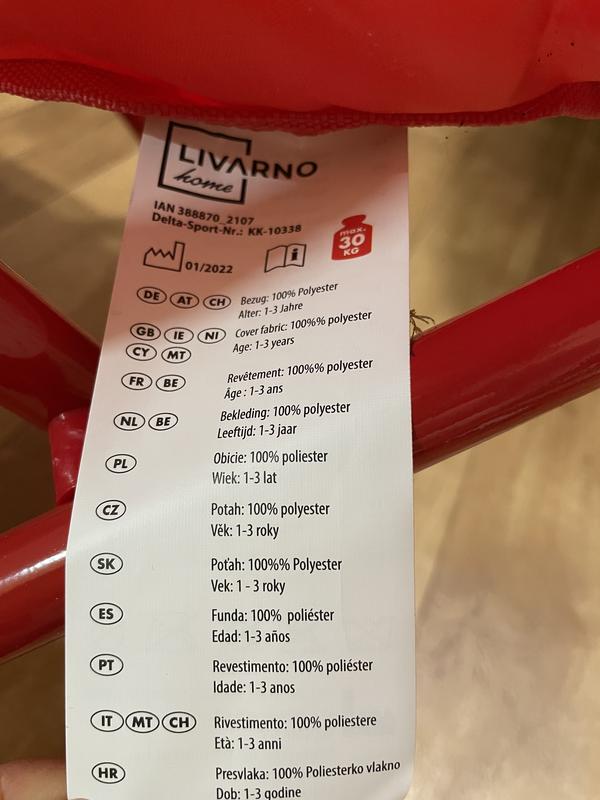 LIVARNO
home
IAN 388870_2107
Delta-Sport-Nr.: KK-10338
01/2022
i
max.
30
KG
DE AT CH Bezug: 100% Polyester
Alter: 1-3 Jahre
GB IE NI Cover fabric: 100%% polyester
CY MT Age: 1-3 years
FR BE Revêtement: 100%% polyester
Âge : 1-3 ans
NL BE Bekleding: 100% polyester
Leeftijd: 1-3 jaar
PL Obicie: 100% poliester
Wiek: 1-3 lat
CZ Potah: 100% polyester
Věk: 1-3 roky
SK Poťah: 100%% Polyester
Vek: 1 - 3 roky
ES Funda: 100% poliéster
Edad: 1-3 años
PT Revestimento: 100% poliéster
Idade: 1-3 anos
IT MT CH Rivestimento: 100% poliestere
Età: 1-3 anni
HR Presvlaka: 100% Poliesterko vlakno
Dob: 1-3 godine